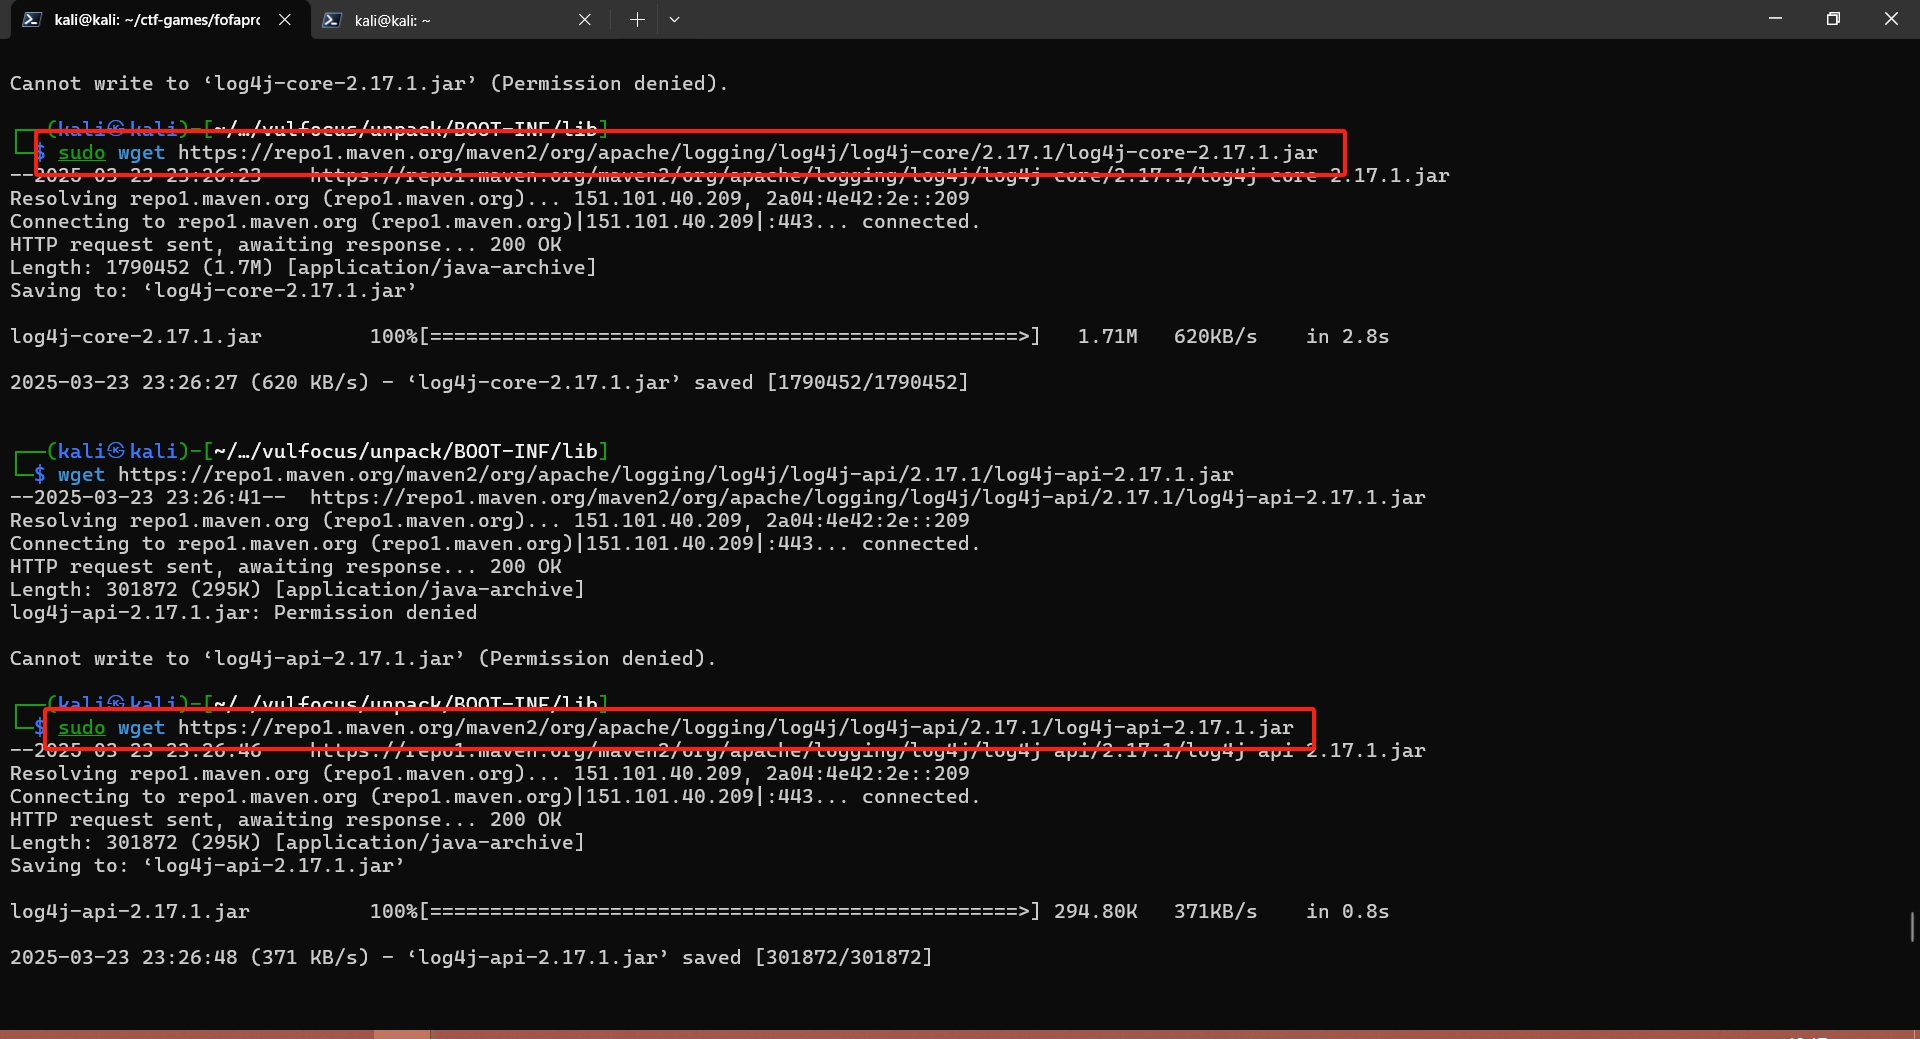 kali@kali: ~/ctf-games/fofapro
kali@kali: ~
Cannot write to ‘log4j-core-2.17.1.jar’ (Permission denied).
(kali㉿kali)-[~/…/vulfocus/unpack/BOOT-INF/lib]
$ sudo wget https://repo1.maven.org/maven2/org/apache/logging/log4j/log4j-core/2.17.1/log4j-core-2.17.1.jar
--2025-03-23 23:26:23-- https://repo1.maven.org/maven2/org/apache/logging/log4j/log4j-core/2.17.1/log4j-core-2.17.1.jar
Resolving repo1.maven.org (repo1.maven.org)... 151.101.40.209, 2a04:4e42:2e::209
Connecting to repo1.maven.org (repo1.maven.org)|151.101.40.209|:443... connected.
HTTP request sent, awaiting response... 200 OK
Length: 1790452 (1.7M) [application/java-archive]
Saving to: ‘log4j-core-2.17.1.jar’
log4j-core-2.17.1.jar 100%[=================================================>] 1.71M 620KB/s in 2.8s
2025-03-23 23:26:27 (620 KB/s) - ‘log4j-core-2.17.1.jar’ saved [1790452/1790452]
(kali㉿kali)-[~/…/vulfocus/unpack/BOOT-INF/lib]
$ wget https://repo1.maven.org/maven2/org/apache/logging/log4j/log4j-api/2.17.1/log4j-api-2.17.1.jar
--2025-03-23 23:26:41-- https://repo1.maven.org/maven2/org/apache/logging/log4j/log4j-api/2.17.1/log4j-api-2.17.1.jar
Resolving repo1.maven.org (repo1.maven.org)... 151.101.40.209, 2a04:4e42:2e::209
Connecting to repo1.maven.org (repo1.maven.org)|151.101.40.209|:443... connected.
HTTP request sent, awaiting response... 200 OK
Length: 301872 (295K) [application/java-archive]
log4j-api-2.17.1.jar: Permission denied
Cannot write to ‘log4j-api-2.17.1.jar’ (Permission denied).
(kali㉿kali)-[~/…/vulfocus/unpack/BOOT-INF/lib]
$ sudo wget https://repo1.maven.org/maven2/org/apache/logging/log4j/log4j-api/2.17.1/log4j-api-2.17.1.jar
--2025-03-23 23:26:46-- https://repo1.maven.org/maven2/org/apache/logging/log4j/log4j-api/2.17.1/log4j-api-2.17.1.jar
Resolving repo1.maven.org (repo1.maven.org)... 151.101.40.209, 2a04:4e42:2e::209
Connecting to repo1.maven.org (repo1.maven.org)|151.101.40.209|:443... connected.
HTTP request sent, awaiting response... 200 OK
Length: 301872 (295K) [application/java-archive]
Saving to: ‘log4j-api-2.17.1.jar’
log4j-api-2.17.1.jar 100%[=================================================>] 294.80K 371KB/s in 0.8s
2025-03-23 23:26:48 (371 KB/s) - ‘log4j-api-2.17.1.jar’ saved [301872/301872]